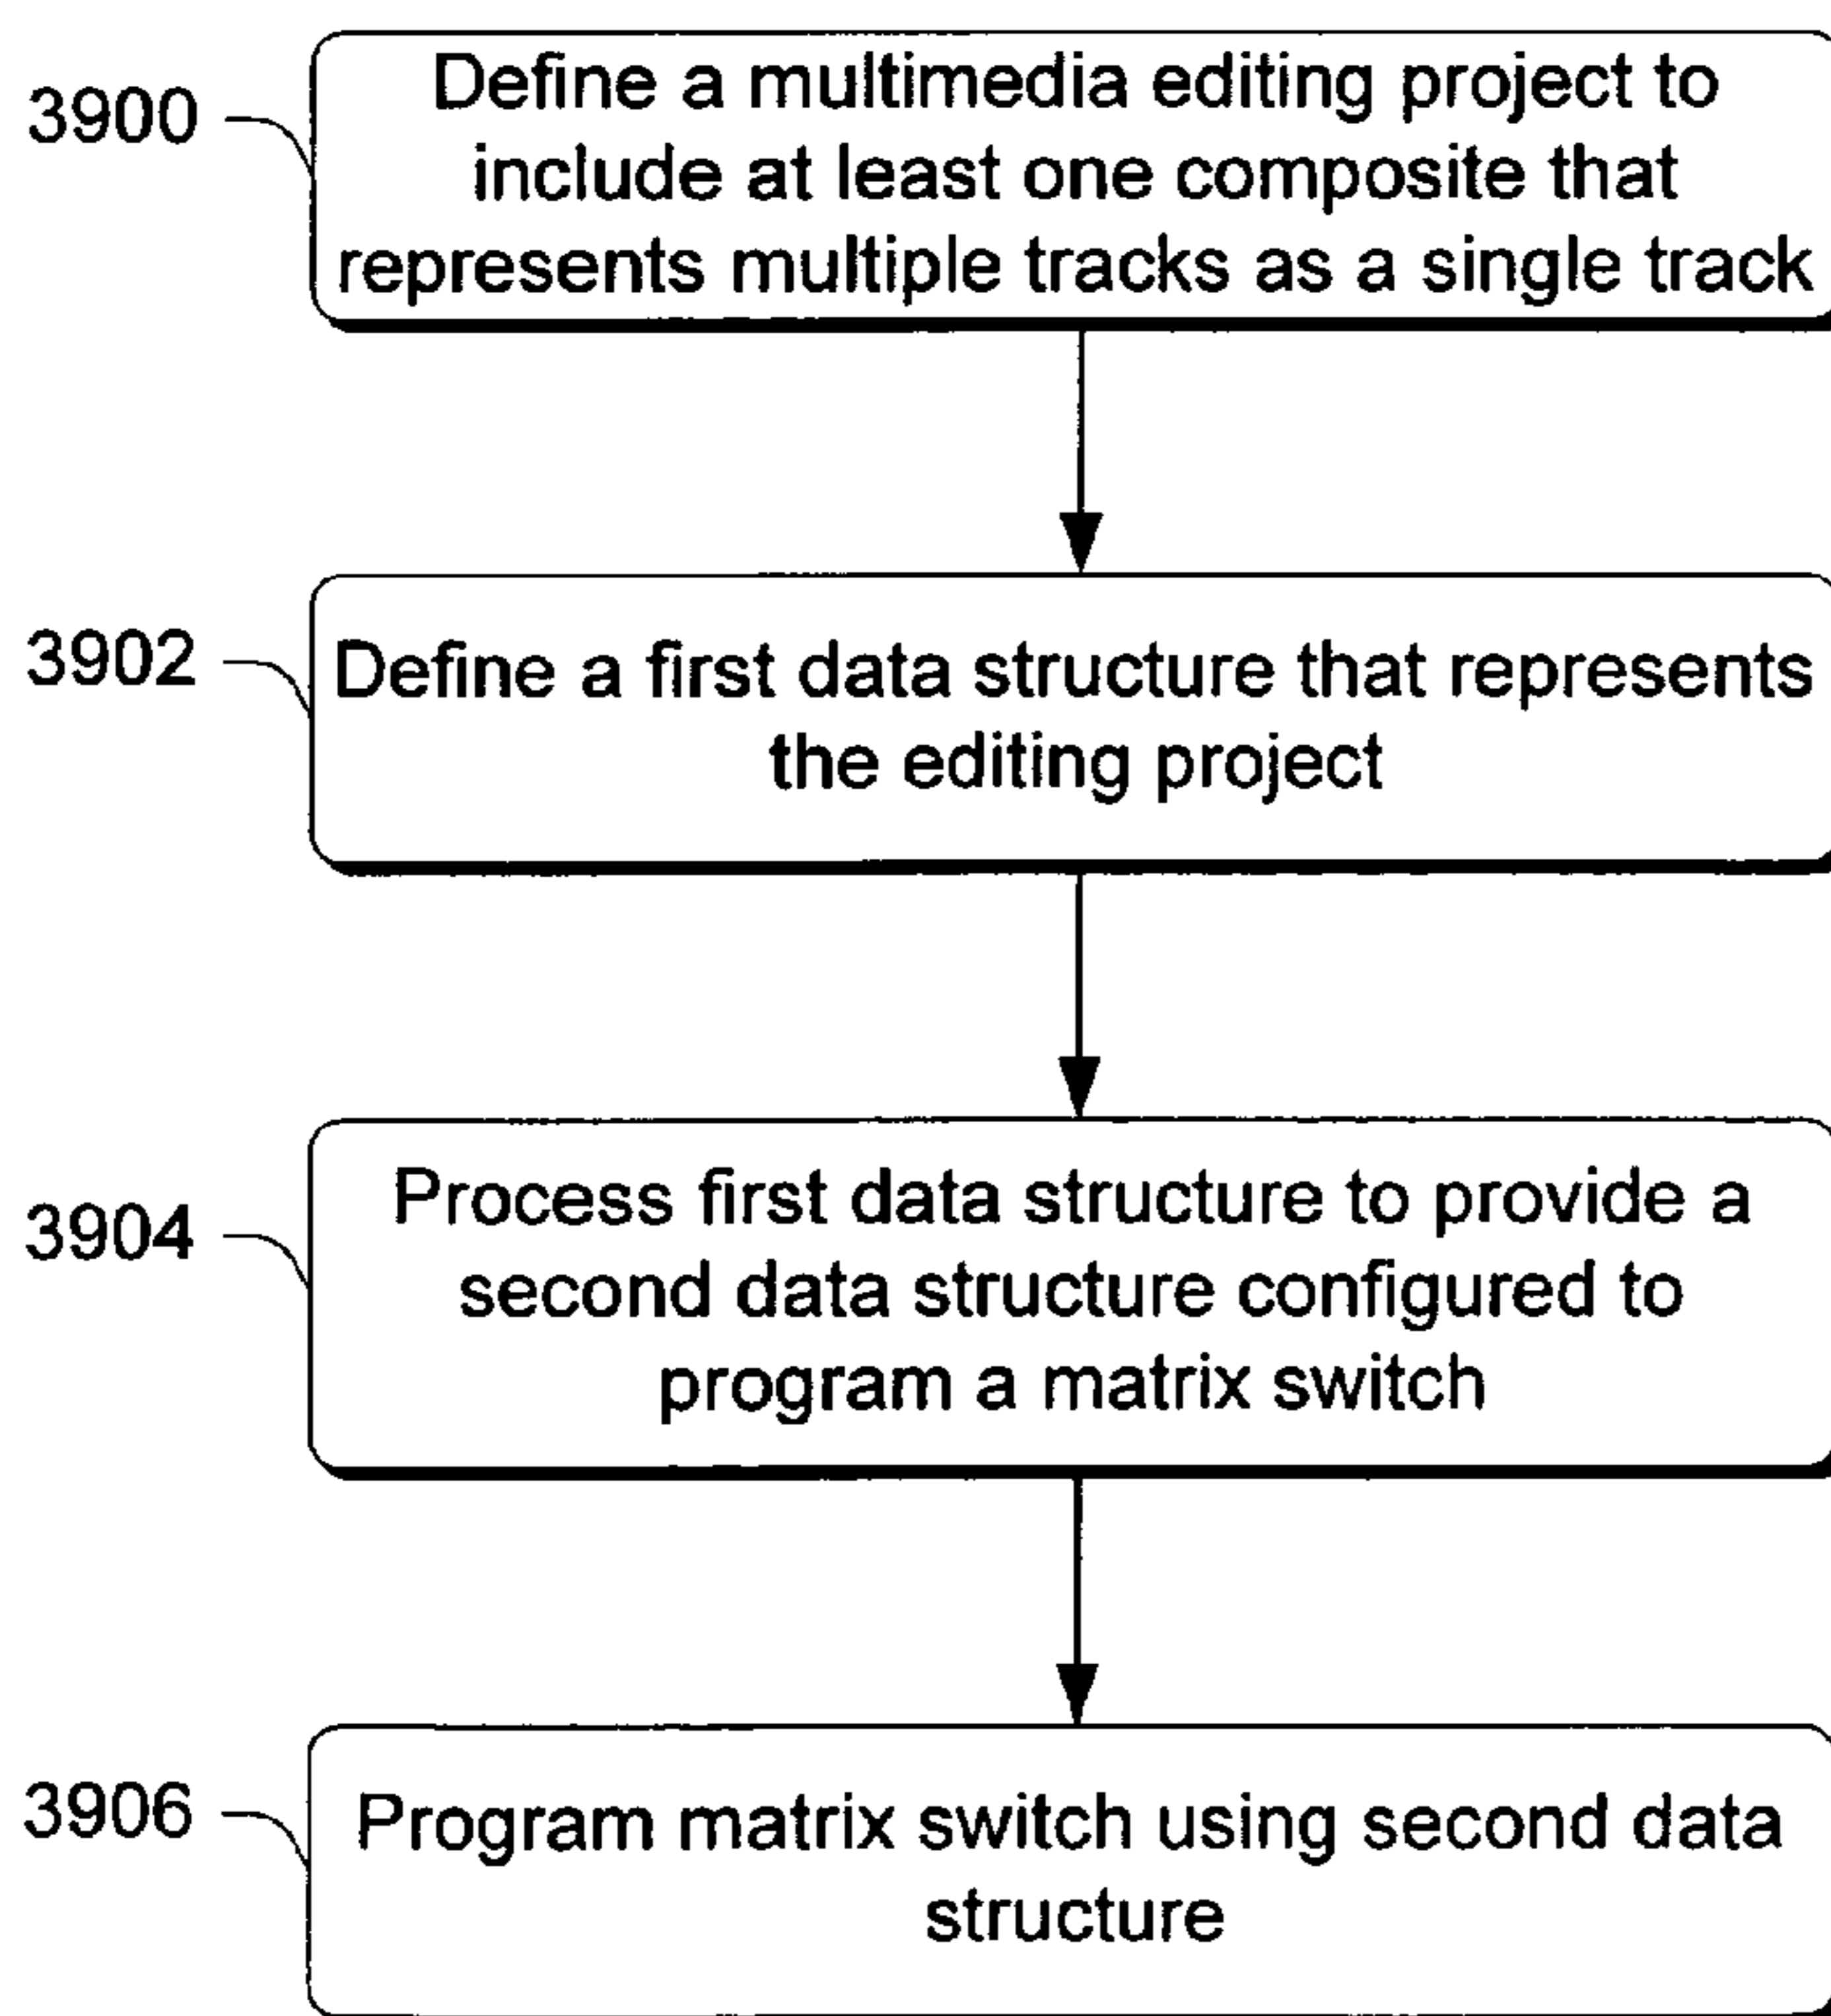 3900
Define a multimedia editing project to
include at least one composite that
represents multiple tracks as a single track
3902
Define a first data structure that represents
the editing project
3904
Process first data structure to provide a
second data structure configured to
program a matrix switch
3906
Program matrix switch using second data
structure